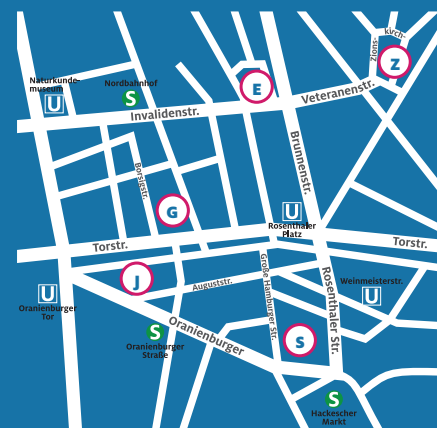 Zions-
kirch-
Z
Naturkunde-
museum
U
Nordbahnhof
S
E
Veteranenstr.
Invalidenstr.
Brunnenstr.
Borsigstr.
G
U
Rosenthaler
Platz
Torstr.
Torstr.
J
Auguststr.
Große Hamburger Str.
Rosenthaler Str.
Weinmeisterstr.
U
U
Oranienburger
Tor
Oranienburger
S
Oranienburger
Straße
S
S
Hackescher
Markt